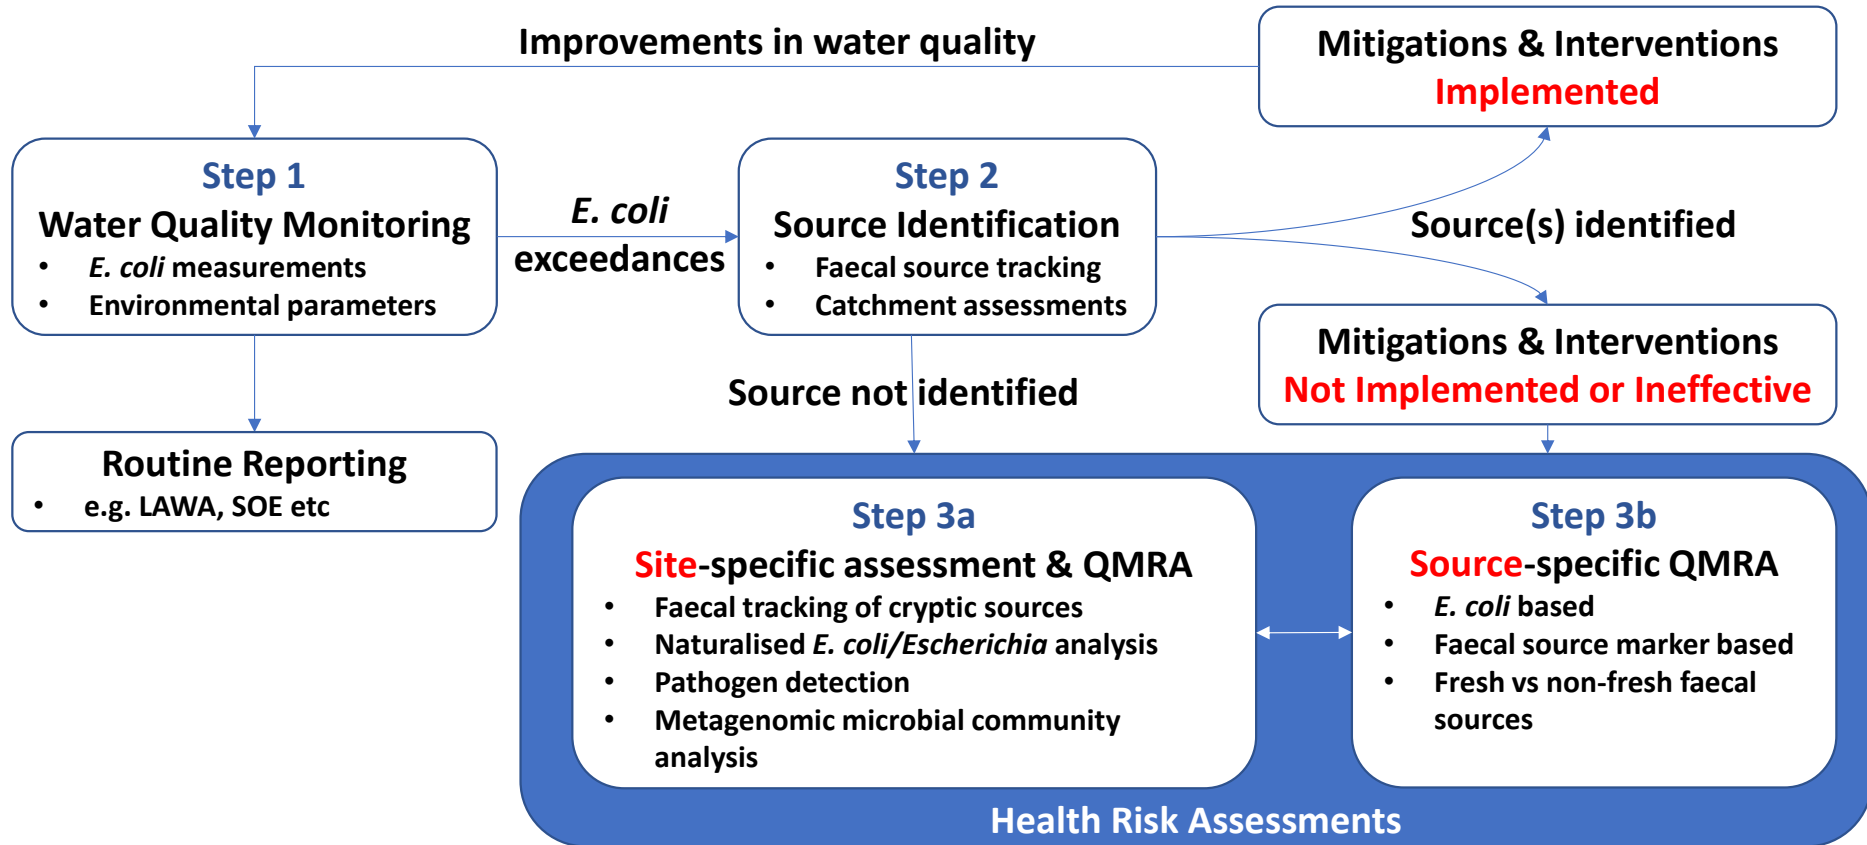 Improvements in water quality
Mitigations & Interventions
Implemented
Step 1
Water Quality Monitoring
• E. coli measurements
• Environmental parameters
E. coli
exceedances
Step 2
Source Identification
• Faecal source tracking
• Catchment assessments
Source(s) identified
Mitigations & Interventions
Not Implemented or Ineffective
Source not identified
Routine Reporting
• e.g. LAWA, SOE etc
Step 3a
Site-specific assessment & QMRA
• Faecal tracking of cryptic sources
• Naturalised E. coli/Escherichia analysis
• Pathogen detection
• Metagenomic microbial community
analysis
Step 3b
Source-specific QMRA
• E. coli based
• Faecal source marker based
• Fresh vs non-fresh faecal
sources
Health Risk Assessments